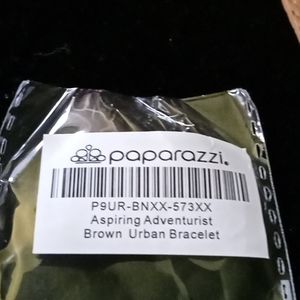 paparazzi.
P9UR-BNXX-573XX
Aspiring Adventurist
Brown Urban Bracelet